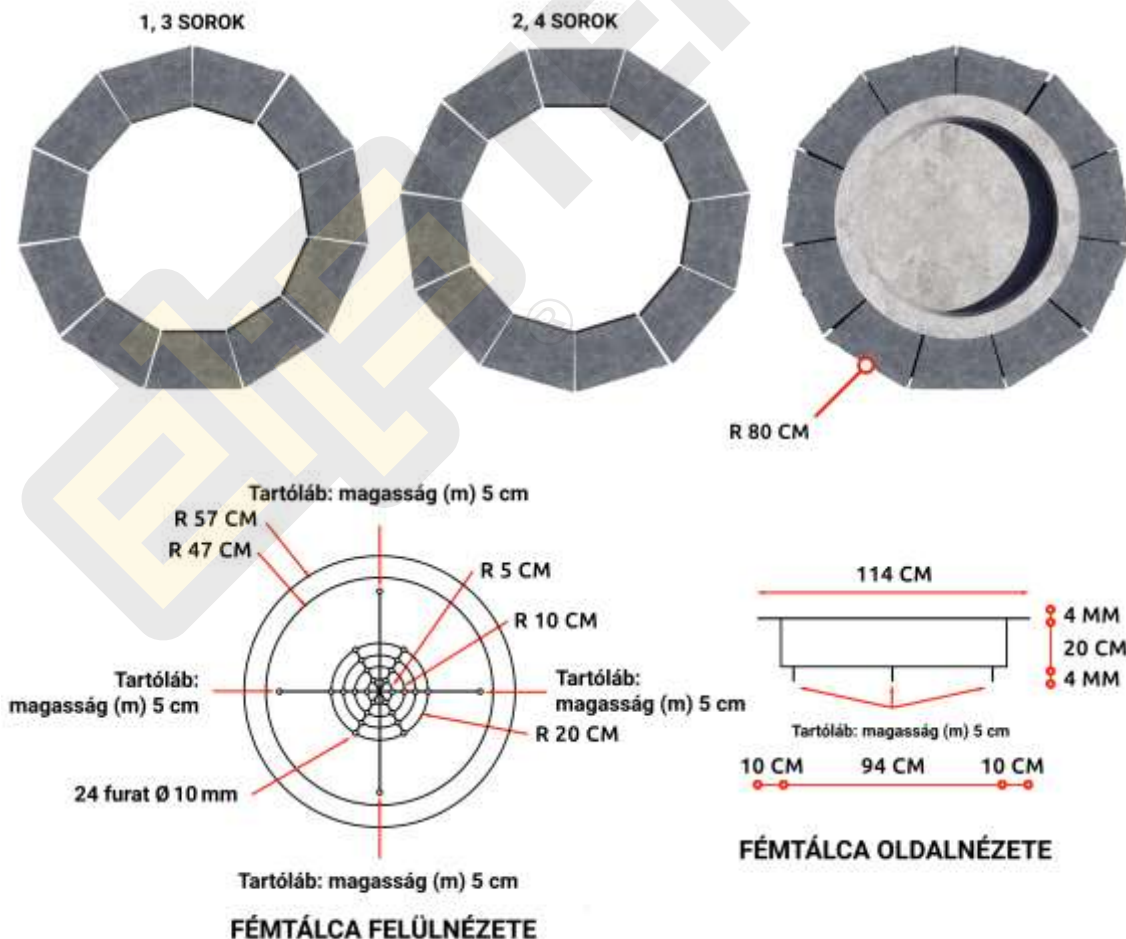 1, 3 SOROK
2, 4 SOROK
R 80 CM
Tartóláb: magasság (m) 5 cm
R 57 CM
R 47 CM
R 5 CM
R 10 CM
Tartóláb:
magasság (m) 5 cm
Tartóláb:
magasság (m) 5 cm
R 20 CM
24 furat Ø 10 mm
Tartóláb: magasság (m) 5 cm
FÉMTÁLCA FELÜLNÉZETE
114 CM
4 MM
20 CM
4 MM
Tartóláb: magasság (m) 5 cm
10 CM
94 CM
10 CM
FÉMTÁLCA OLDALNÉZETE